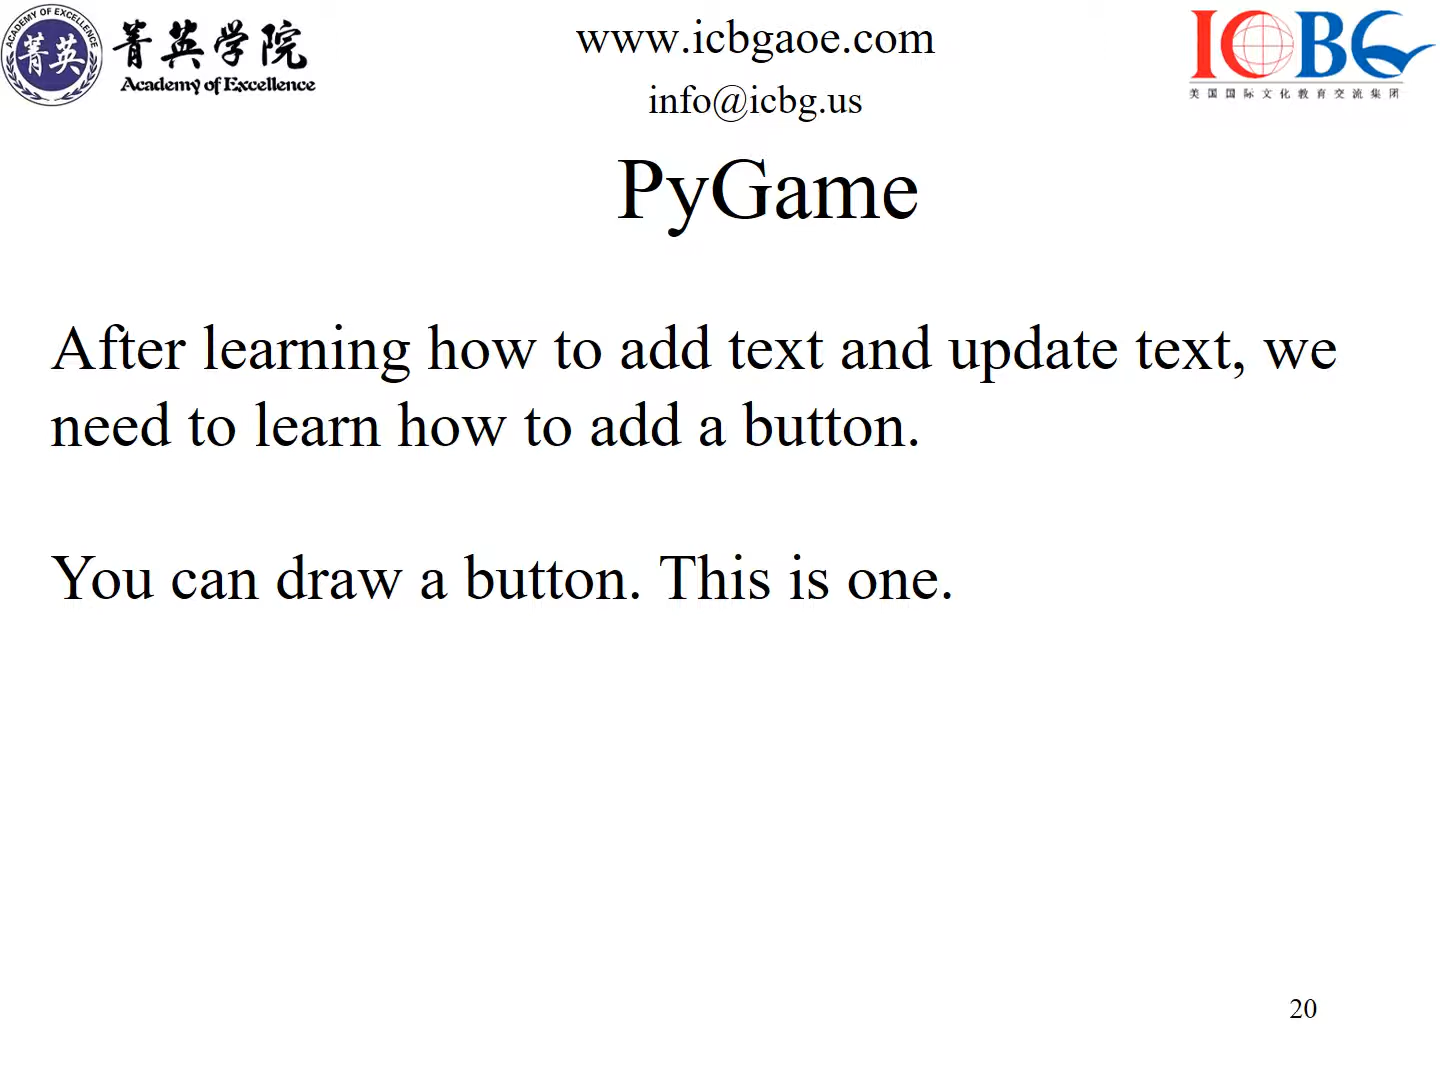 ACADEMY OF EXCELLENCE
菁英
菁英学院
Academy of Excellence
www.icbgaoe.com
info@icbg.us
ICBG
美国国际文化教育交流集团
PyGame
After learning how to add text and update text, we
need to learn how to add a button.
You can draw a button. This is one.
20